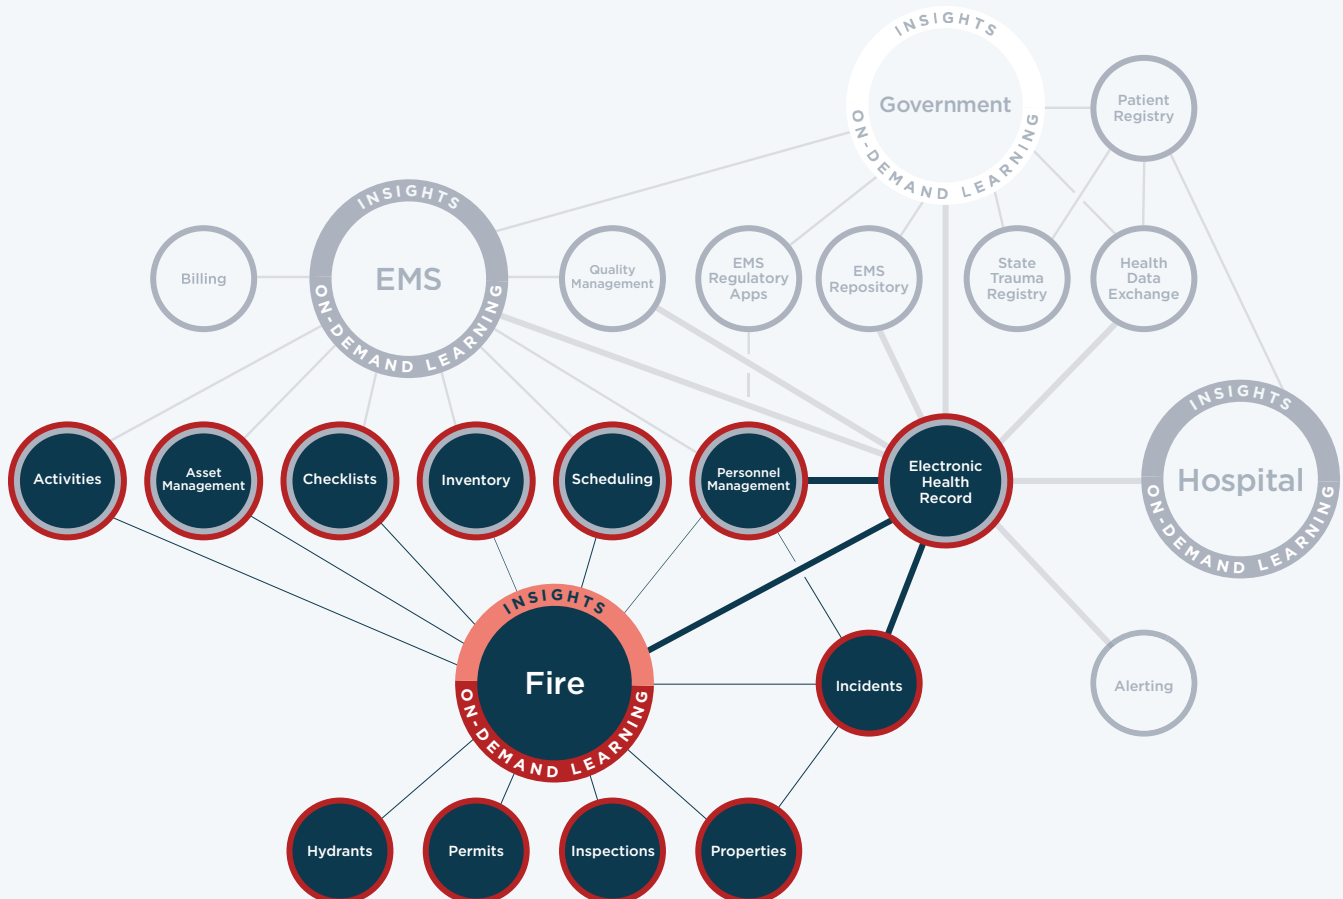 INSIGHTS
Government
ON-DEMAND LEARNING
Patient
Registry
INSIGHTS
EMS
ON-DEMAND LEARNING
Billing
Quality
Management
EMS
Regulatory
Apps
EMS
Repository
State
Trauma
Registry
Health
Data
Exchange
INSIGHTS
Hospital
ON-DEMAND LEARNING
Activities
Asset
Management
Checklists
Inventory
Scheduling
Personnel
Management
Electronic
Health
Record
INSIGHTS
Fire
ON-DEMAND LEARNING
Incidents
Alerting
Hydrants
Permits
Inspections
Properties